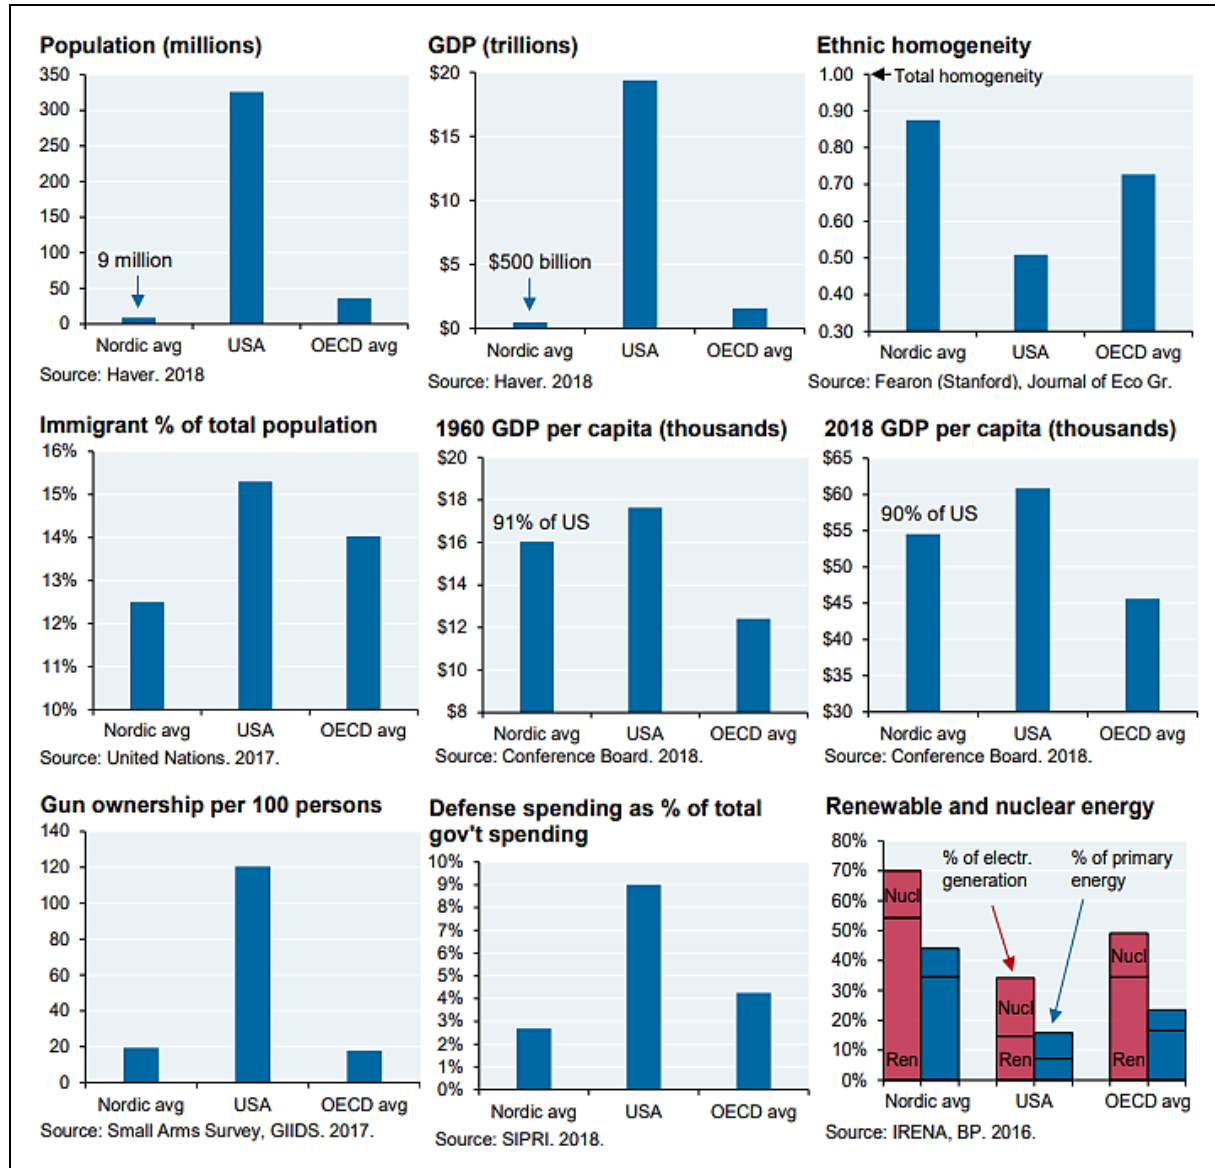 Population (millions)
350
300
250
200
150
100
50
0
9 million
Nordic avg
USA
OECD avg
Source: Haver. 2018
GDP (trillions)
$20
$15
$10
$5
$0
$500 billion
Nordic avg
USA
OECD avg
Source: Haver. 2018
Ethnic homogeneity
1.00
0.90
0.80
0.70
0.60
0.50
0.40
0.30
Total homogeneity
Nordic avg
USA
OECD avg
Source: Fearon (Stanford), Journal of Eco Gr.
Immigrant % of total population
16%
15%
14%
13%
12%
11%
10%
Nordic avg
USA
OECD avg
Source: United Nations. 2017.
1960 GDP per capita (thousands)
$20
$18
$16
$14
$12
$10
$8
91% of US
Nordic avg
USA
OECD avg
Source: Conference Board. 2018.
2018 GDP per capita (thousands)
$65
$60
$55
$50
$45
$40
$35
$30
90% of US
Nordic avg
USA
OECD avg
Source: Conference Board. 2018.
Gun ownership per 100 persons
140
120
100
80
60
40
20
0
Nordic avg
USA
OECD avg
Source: Small Arms Survey, GIIDS. 2017.
Defense spending as % of total
gov't spending
10%
9%
8%
7%
6%
5%
4%
3%
2%
1%
0%
Nordic avg
USA
OECD avg
Source: SIPRI. 2018.
Renewable and nuclear energy
80%
70%
60%
50%
40%
30%
20%
10%
0%
% of electr.
generation
% of primary
energy
Nucl
Ren
Nucl
Ren
Nucl
Ren
Nordic avg
USA
OECD avg
Source: IRENA, BP. 2016.